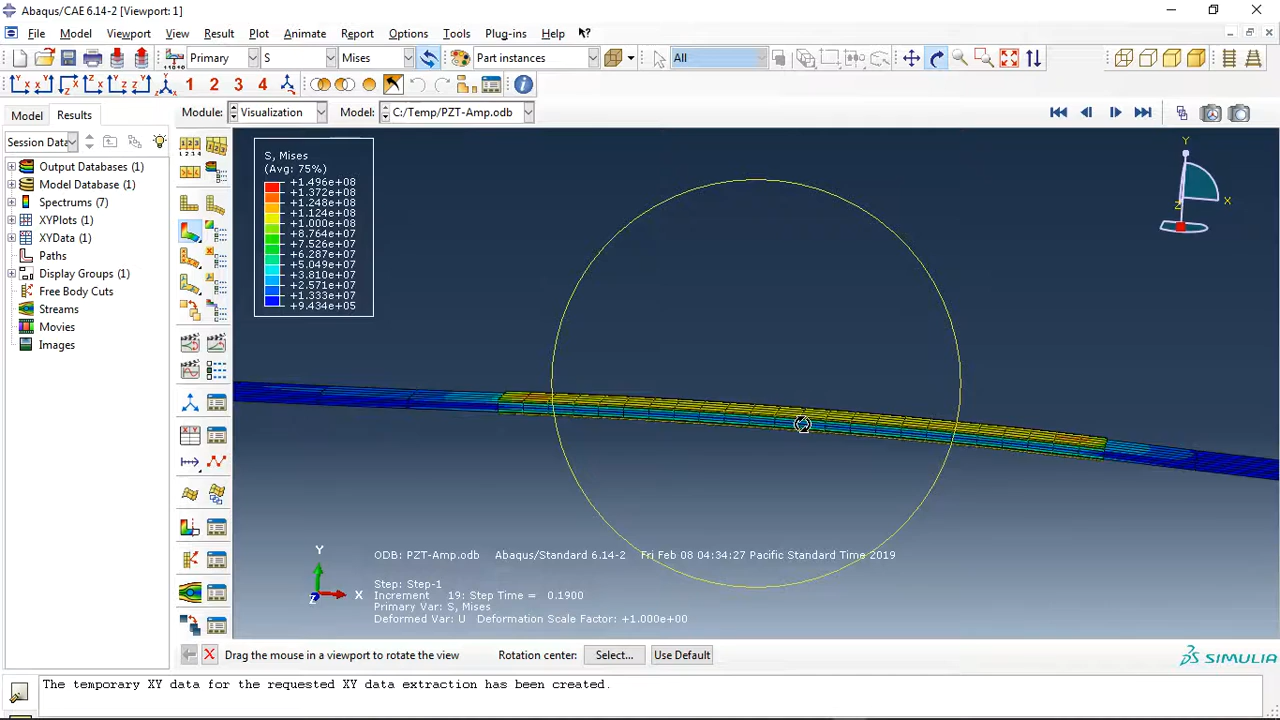 Abaqus/CAE 6.14-2 [Viewport: 1]
File Model Viewport View Result Plot Animate Report Options Tools Plug-ins Help
Primary S Mises Part instances All
1 2 3 4
Model Results Module: Visualization Model: C:/Temp/PZT-Amp.odb
Session Data
Output Databases (1)
Model Database (1)
Spectrums (7)
XYPlots (1)
XYData (1)
Paths
Display Groups (1)
Free Body Cuts
Streams
Movies
Images
S, Mises
(Avg: 75%)
+1.496e+08
+1.372e+08
+1.248e+08
+1.124e+08
+1.000e+08
+8.764e+07
+7.526e+07
+6.287e+07
+5.049e+07
+3.810e+07
+2.571e+07
+1.333e+07
+9.434e+05
Y
X
Z
Y
X
Z
ODB: PZT-Amp.odb Abaqus/Standard 6.14-2 Fri Feb 08 04:34:27 Pacific Standard Time 2019
Step: Step-1
Increment 19: Step Time = 0.1900
Primary Var: S, Mises
Deformed Var: U Deformation Scale Factor: +1.000e+00
Drag the mouse in a viewport to rotate the view Rotation center: Select... Use Default
SIMULIA
The temporary XY data for the requested XY data extraction has been created.